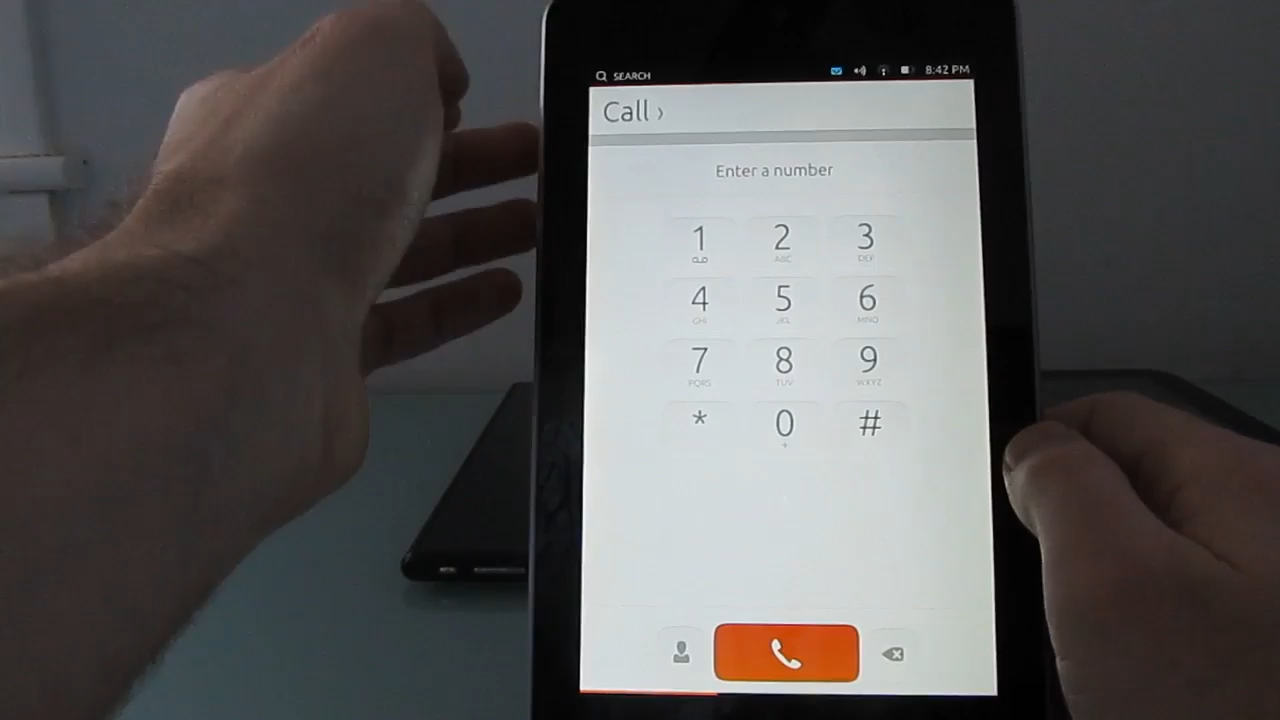 SEARCH 8:42 PM
Call ›
Enter a number
1 2 3
ABC DEF
4 5 6
GHI JKL MNO
7 8 9
PQRS TUV WXYZ
* 0 #
+